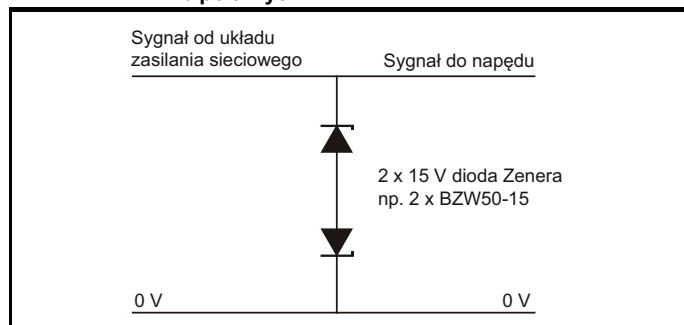 Sygnał od układu
zasilania sieciowego
Sygnał do napędu
2 x 15 V dioda Zenera
np. 2 x BZW50-15
0 V
0 V